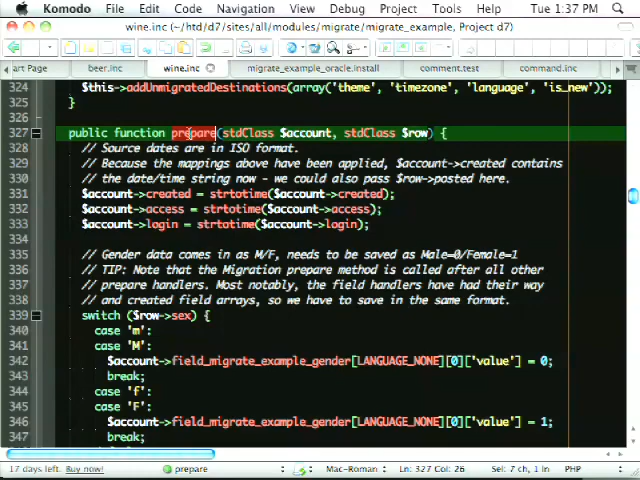 Komodo File Edit Code Navigation View Debug Project Tools Help Tue 1:37 PM
wine.inc (~/htd/d7/sites/all/modules/migrate/migrate_example, Project d7)
art Page beer.inc wine.inc migrate_example_oracle.install comment.test command.inc
324 $this->addUnmigratedDestinations(array('theme', 'timezone', 'language', 'is_new'));
325 }
326
327 public function prepare(stdClass $account, stdClass $row) {
328 // Source dates are in ISO format.
329 // Because the mappings above have been applied, $account->created contains
330 // the date/time string now - we could also pass $row->posted here.
331 $account->created = strtotime($account->created);
332 $account->access = strtotime($account->access);
333 $account->login = strtotime($account->login);
334
335 // Gender data comes in as M/F, needs to be saved as Male=0/Female=1
336 // TIP: Note that the Migration prepare method is called after all other
337 // prepare handlers. Most notably, the field handlers have had their way
338 // and created field arrays, so we have to save in the same format.
339 switch ($row->sex) {
340 case 'm':
341 case 'M':
342 $account->field_migrate_example_gender[LANGUAGE_NONE][0]['value'] = 0;
343 break;
344 case 'f':
345 case 'F':
346 $account->field_migrate_example_gender[LANGUAGE_NONE][0]['value'] = 1;
347 break;
17 days left. Buy now! prepare Mac-Roman Ln: 327 Col: 26 Sel: 7 ch, 1 ln PHP